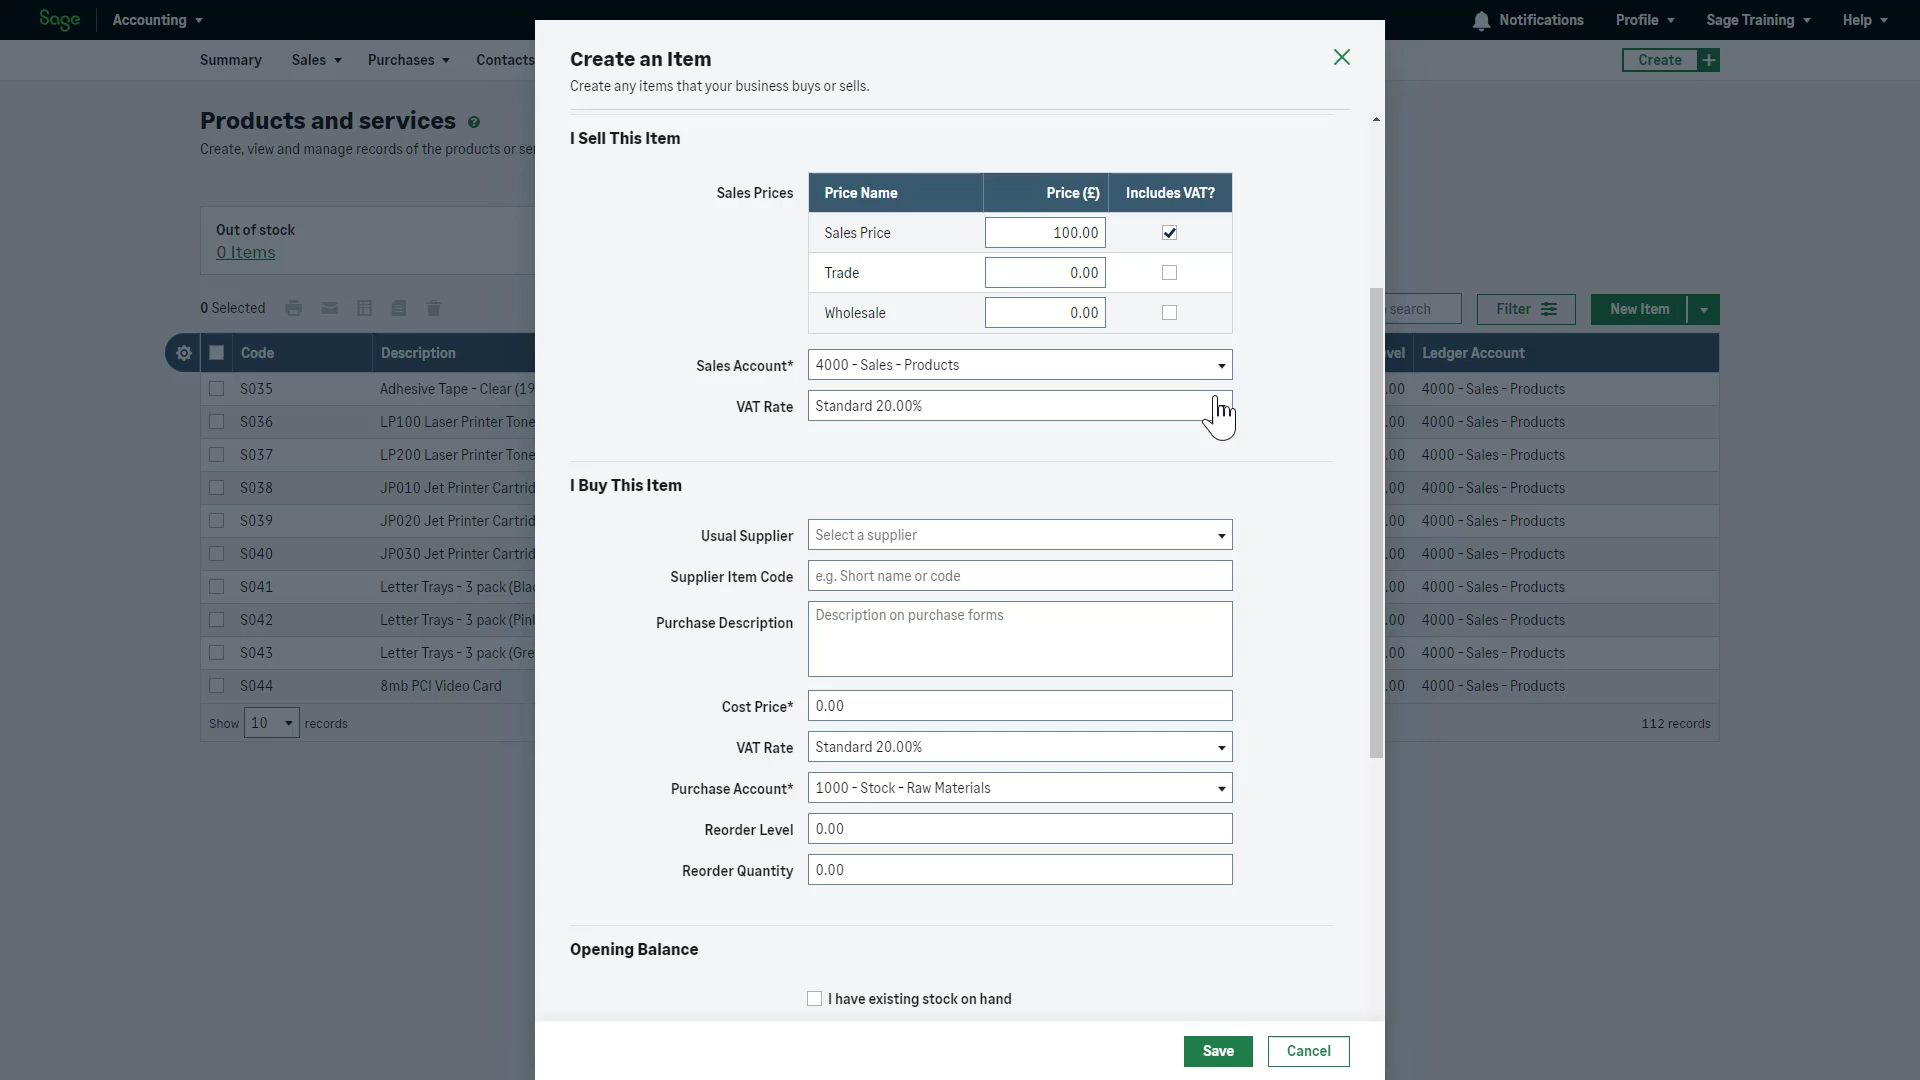 Sage
Accounting
Notifications
Profile
Sage Training
Help
Summary
Sales
Purchases
Contacts
Create +
Products and services ?
Create, view and manage records of the products or se
Out of stock
0 Items
0 Selected
search
Filter
New Item
Code
Description
vel
Ledger Account
S035 Adhesive Tape - Clear (19 .00 4000 - Sales - Products
S036 LP100 Laser Printer Tone .00 4000 - Sales - Products
S037 LP200 Laser Printer Tone .00 4000 - Sales - Products
S038 JP010 Jet Printer Cartrid .00 4000 - Sales - Products
S039 JP020 Jet Printer Cartrid .00 4000 - Sales - Products
S040 JP030 Jet Printer Cartrid .00 4000 - Sales - Products
S041 Letter Trays - 3 pack (Bla .00 4000 - Sales - Products
S042 Letter Trays - 3 pack (Pin .00 4000 - Sales - Products
S043 Letter Trays - 3 pack (Gre .00 4000 - Sales - Products
S044 8mb PCI Video Card .00 4000 - Sales - Products
Show 10 records
112 records
Create an Item
Create any items that your business buys or sells.
I Sell This Item
Sales Prices
Price Name Price (£) Includes VAT?
Sales Price 100.00
Trade 0.00
Wholesale 0.00
Sales Account* 4000 - Sales - Products
VAT Rate Standard 20.00%
I Buy This Item
Usual Supplier Select a supplier
Supplier Item Code e.g. Short name or code
Purchase Description Description on purchase forms
Cost Price* 0.00
VAT Rate Standard 20.00%
Purchase Account* 1000 - Stock - Raw Materials
Reorder Level 0.00
Reorder Quantity 0.00
Opening Balance
I have existing stock on hand
Save
Cancel